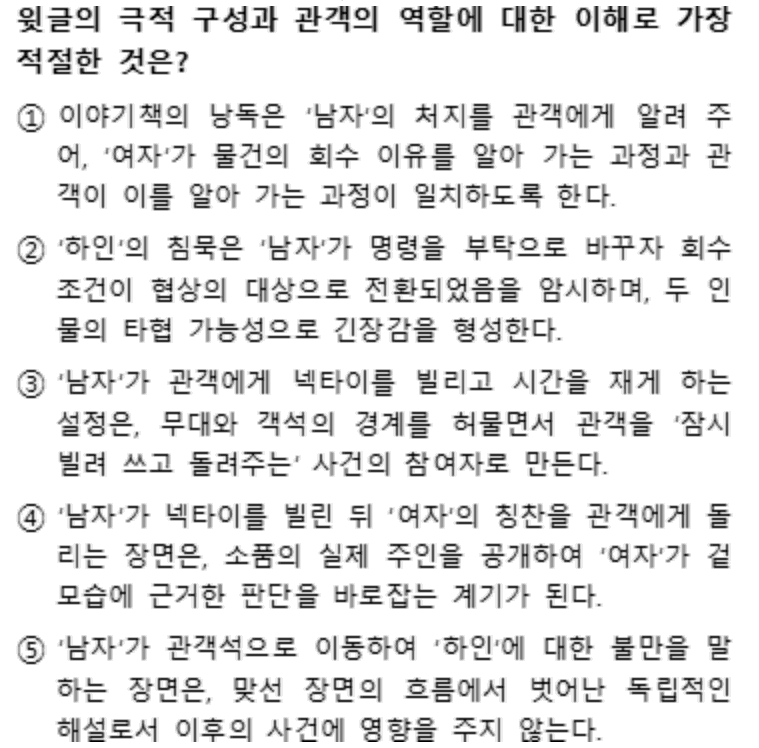 윗글의 극적 구성과 관객의 역할에 대한 이해로 가장
적절한 것은?
① 이야기책의 낭독은 '남자'의 처지를 관객에게 알려 주
어, '여자'가 물건의 회수 이유를 알아 가는 과정과 관
객이 이를 알아 가는 과정이 일치하도록 한다.
② '하인'의 침묵은 '남자'가 명령을 부탁으로 바꾸자 회수
조건이 협상의 대상으로 전환되었음을 암시하며, 두 인
물의 타협 가능성으로 긴장감을 형성한다.
③ '남자'가 관객에게 넥타이를 빌리고 시간을 재게 하는
설정은, 무대와 객석의 경계를 허물면서 관객을 '잠시
빌려 쓰고 돌려주는' 사건의 참여자로 만든다.
④ '남자'가 넥타이를 빌린 뒤 '여자'의 칭찬을 관객에게 돌
리는 장면은, 소품의 실제 주인을 공개하여 '여자'가 겉
모습에 근거한 판단을 바로잡는 계기가 된다.
⑤ '남자'가 관객석으로 이동하여 '하인'에 대한 불만을 말
하는 장면은, 맞선 장면의 흐름에서 벗어난 독립적인
해설로서 이후의 사건에 영향을 주지 않는다.